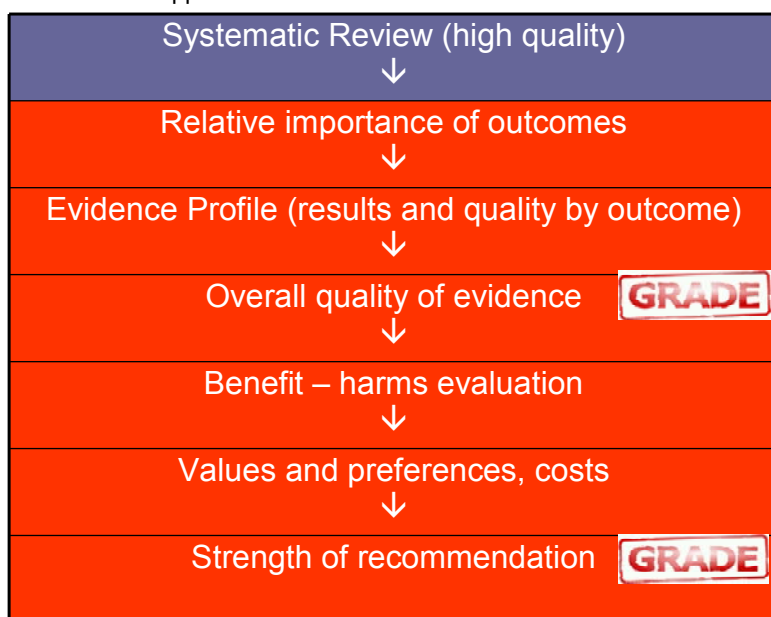 Systematic Review (high quality)
↓
Relative importance of outcomes
↓
Evidence Profile (results and quality by outcome)
↓
Overall quality of evidence GRADE
↓
Benefit – harms evaluation
↓
Values and preferences, costs
↓
Strength of recommendation GRADE